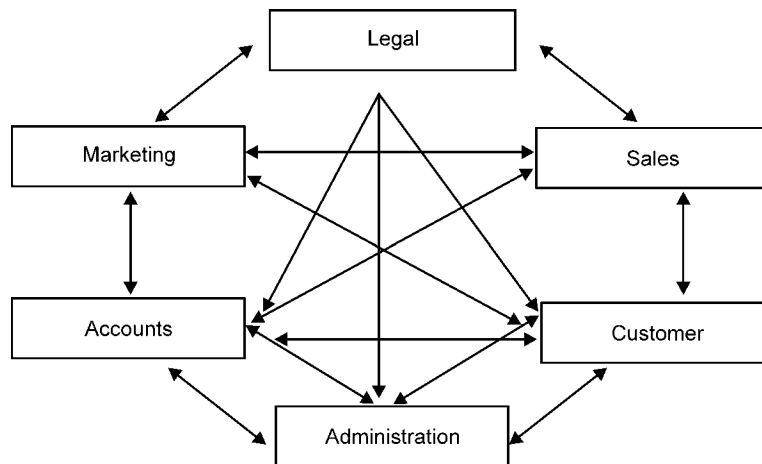 Legal
Marketing
Sales
Accounts
Customer
Administration